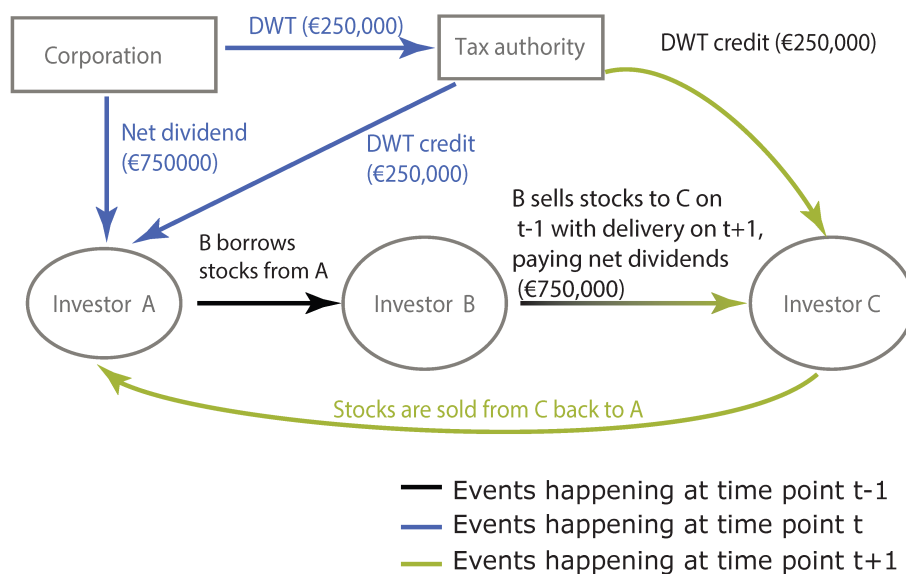 DWT (€250,000)
Corporation
Tax authority
DWT credit (€250,000)
Net dividend
(€750000)
DWT credit
(€250,000)
B sells stocks to C on
t-1 with delivery on t+1,
paying net dividends
(€750,000)
B borrows
stocks from A
Investor A
Investor B
Investor C
Stocks are sold from C back to A
Events happening at time point t-1
Events happening at time point t
Events happening at time point t+1